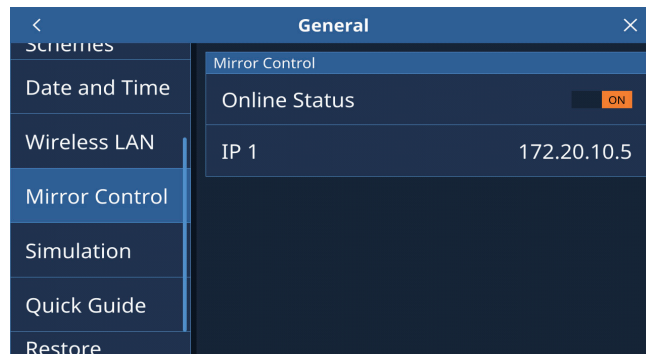 General
Schemes
Date and Time
Wireless LAN
Mirror Control
Simulation
Quick Guide
Restore
Mirror Control
Online Status ON
IP 1 172.20.10.5